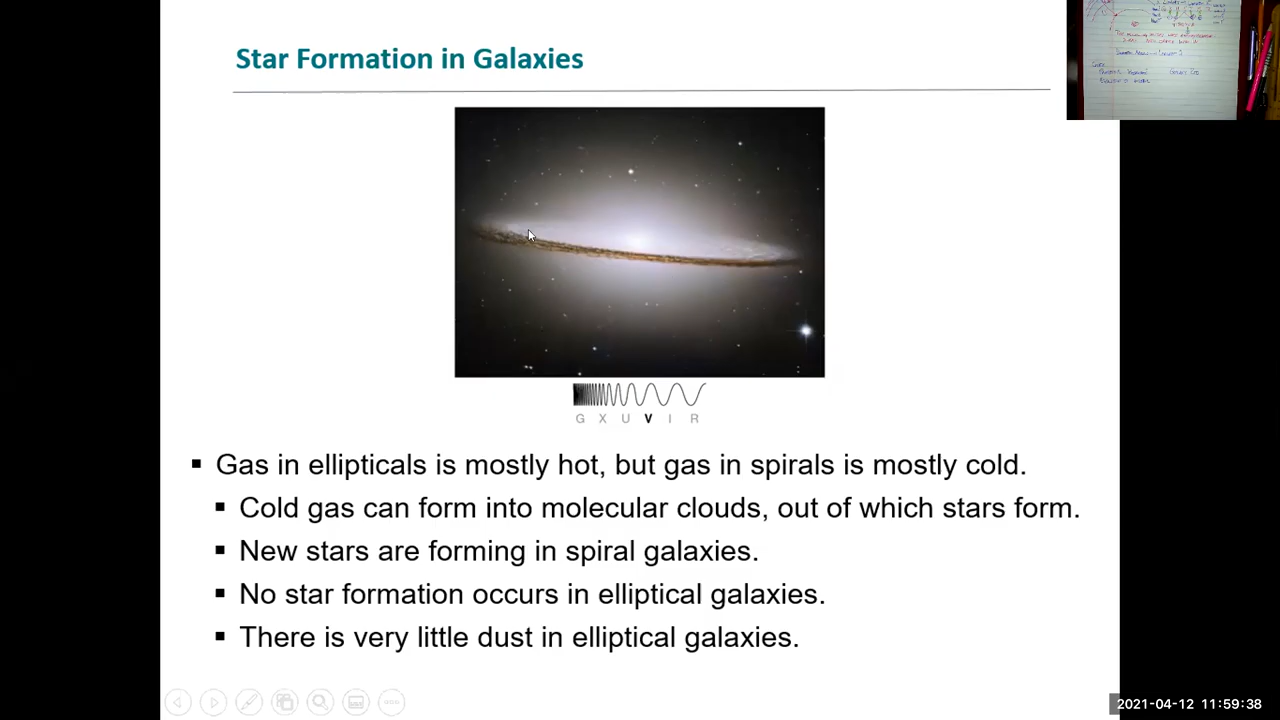 Star Formation in Galaxies
G X U V I R
▪ Gas in ellipticals is mostly hot, but gas in spirals is mostly cold.
▪ Cold gas can form into molecular clouds, out of which stars form.
▪ New stars are forming in spiral galaxies.
▪ No star formation occurs in elliptical galaxies.
▪ There is very little dust in elliptical galaxies.
2021-04-12 11:59:38